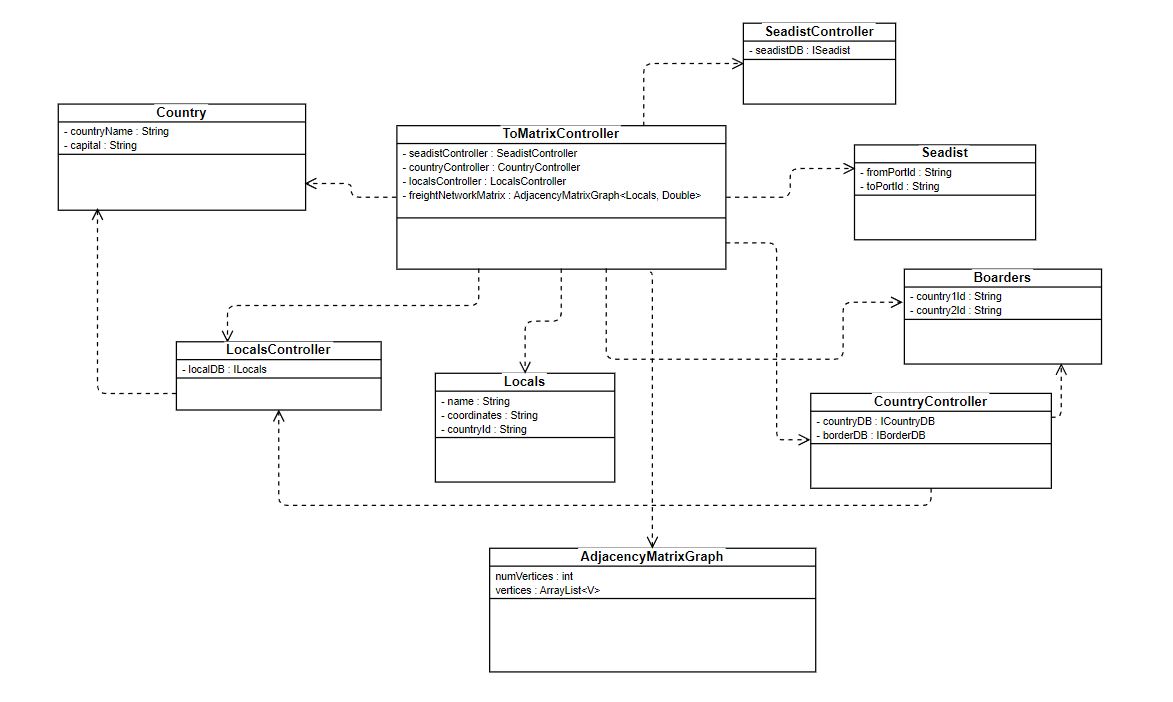 SeadistController
- seadistDB : ISeadist
Country
- countryName : String
- capital : String
ToMatrixController
- seadistController : SeadistController
- countryController : CountryController
- localsController : LocalsController
- freightNetworkMatrix : AdjacencyMatrixGraph<Locals, Double>
Seadist
- fromPortId : String
- toPortId : String
Boarders
- country1Id : String
- country2Id : String
LocalsController
- localDB : ILocals
Locals
- name : String
- coordinates : String
- countryId : String
CountryController
- countryDB : ICountryDB
- borderDB : IBorderDB
AdjacencyMatrixGraph
numVertices : int
vertices : ArrayList<V>